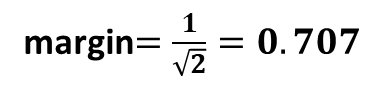 margin= 1/√2 = 0.707